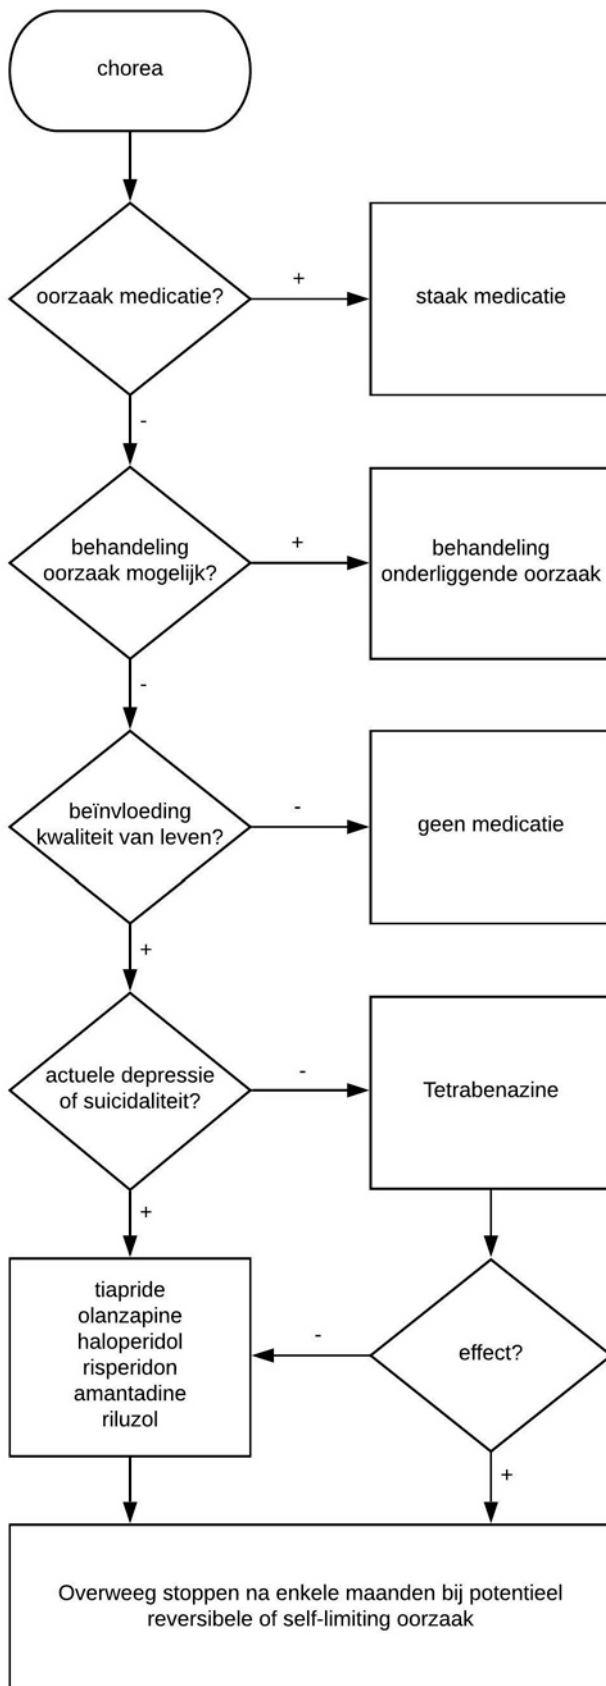 chorea
oorzaak medicatie?
+
staak medicatie
-
behandeling
oorzaak mogelijk?
+
behandeling
onderliggende oorzaak
-
beïnvloeding
kwaliteit van leven?
-
geen medicatie
+
actuele depressie
of suicidaliteit?
-
Tetrabenazine
+
tiapride
olanzapine
haloperidol
risperidon
amantadine
riluzol
-
effect?
+
Overweeg stoppen na enkele maanden bij potentieel
reversibele of self-limiting oorzaak